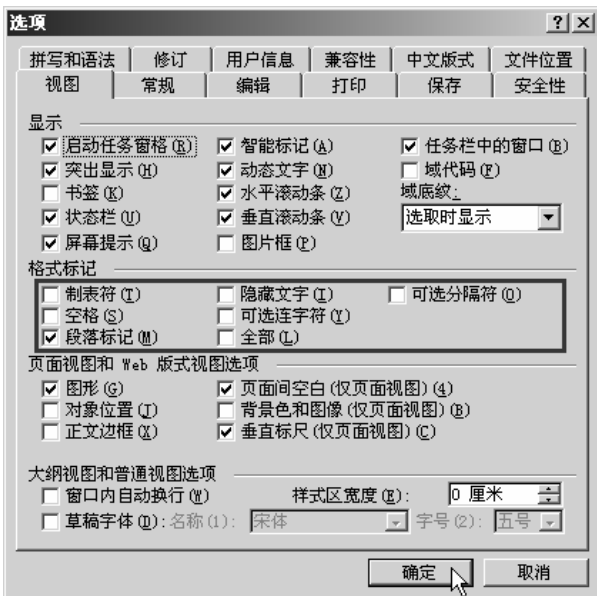 选项
拼写和语法 修订 用户信息 兼容性 中文版式 文件位置
视图 常规 编辑 打印 保存 安全性
显示
启动任务窗格(R) 智能标记(A) 任务栏中的窗口(B)
突出显示(H) 动态文字(N) 域代码(F)
书签(K) 水平滚动条(Z) 域底纹:
状态栏(U) 垂直滚动条(V) 选取时显示
屏幕提示(Q) 图片框(P)
格式标记
制表符(T) 隐藏文字(I) 可选分隔符(O)
空格(S) 可选连字符(Y)
段落标记(M) 全部(L)
页面视图和 Web 版式视图选项
图形(G) 页面间空白(仅页面视图)(4)
对象位置(J) 背景色和图像(仅页面视图)(B)
正文边框(X) 垂直标尺(仅页面视图)(C)
大纲视图和普通视图选项
窗口内自动换行(W) 样式区宽度(E): 0 厘米
草稿字体(D): 名称(1): 宋体 字号(2): 五号
确定 取消